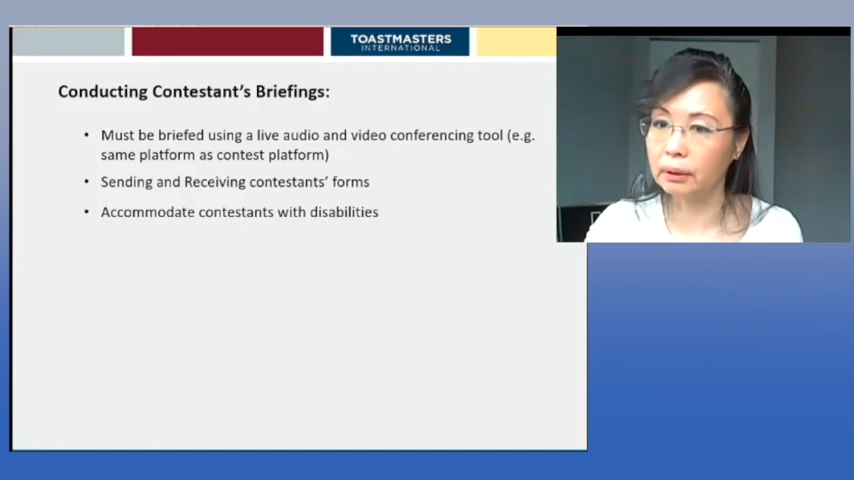 TOASTMASTERS
INTERNATIONAL
Conducting Contestant's Briefings:
• Must be briefed using a live audio and video conferencing tool (e.g.
same platform as contest platform)
• Sending and Receiving contestants' forms
• Accommodate contestants with disabilities